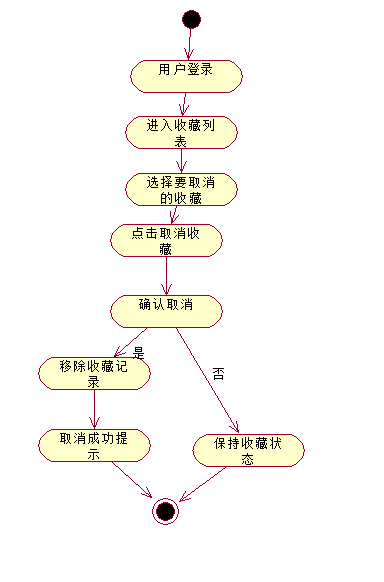 用户登录
进入收藏列
表
选择要取消
的收藏
点击取消收
藏
确认取消
是
移除收藏记
录
否
取消成功提
示
保持收藏状
态